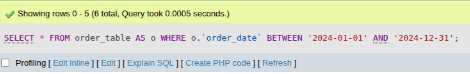 Showing rows 0 - 5 (6 total, Query took 0.0005 seconds.)
SELECT * FROM order_table AS o WHERE o.`order_date` BETWEEN '2024-01-01' AND '2024-12-31';
Profiling [ Edit inline ] [ Edit ] [ Explain SQL ] [ Create PHP code ] [ Refresh ]